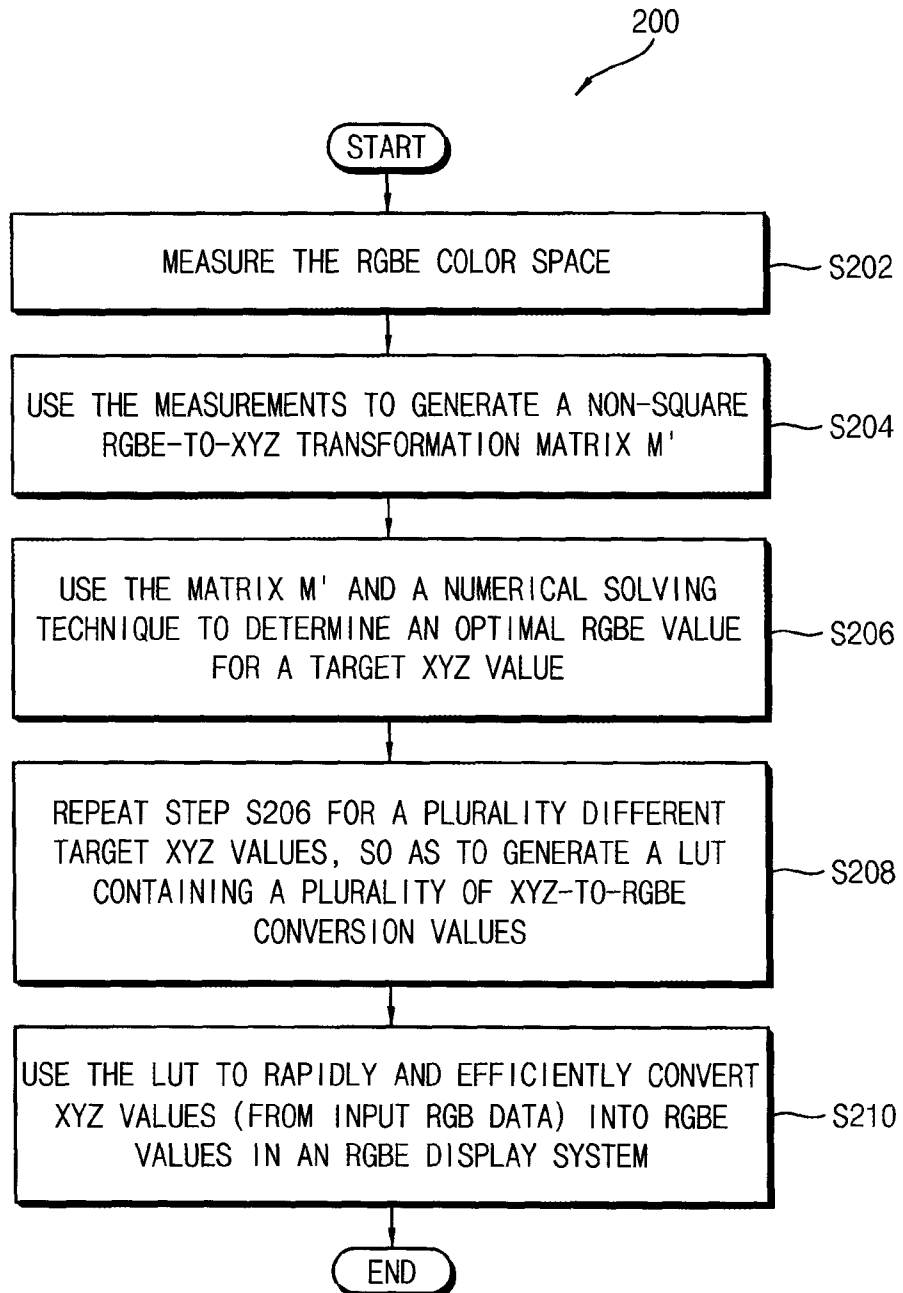 200
START
MEASURE THE RGBE COLOR SPACE
S202
USE THE MEASUREMENTS TO GENERATE A NON-SQUARE
RGBE-TO-XYZ TRANSFORMATION MATRIX M'
S204
USE THE MATRIX M' AND A NUMERICAL SOLVING
TECHNIQUE TO DETERMINE AN OPTIMAL RGBE VALUE
FOR A TARGET XYZ VALUE
S206
REPEAT STEP S206 FOR A PLURALITY DIFFERENT
TARGET XYZ VALUES, SO AS TO GENERATE A LUT
CONTAINING A PLURALITY OF XYZ-TO-RGBE
CONVERSION VALUES
S208
USE THE LUT TO RAPIDLY AND EFFICIENTLY CONVERT
XYZ VALUES (FROM INPUT RGB DATA) INTO RGBE
VALUES IN AN RGBE DISPLAY SYSTEM
S210
END